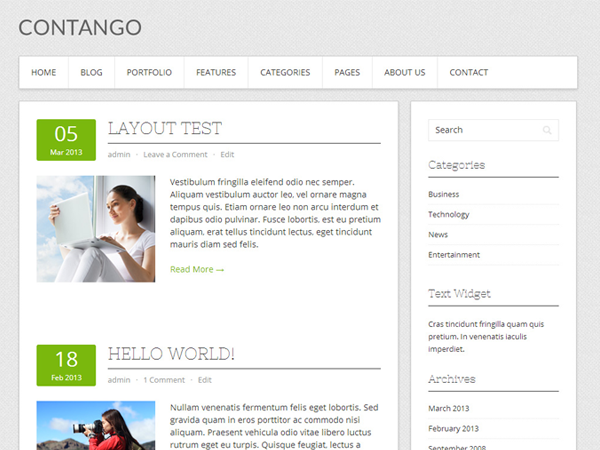 CONTANGO
HOME BLOG PORTFOLIO FEATURES CATEGORIES PAGES ABOUT US CONTACT
05
Mar 2013
LAYOUT TEST
admin · Leave a Comment · Edit
Vestibulum fringilla eleifend odio nec semper.
Aliquam vestibulum auctor leo, vel ornare magna
tempus quis. Etiam ornare leo non arcu interdum et
dapibus odio pulvinar. Fusce lobortis, est eu pretium
aliquam, erat tellus tincidunt lectus, eget tincidunt
mauris diam sed felis.
Read More →
18
Feb 2013
HELLO WORLD!
admin · 1 Comment · Edit
Nullam venenatis fermentum felis eget lobortis. Sed
gravida quam in eros porttitor ac commodo nisi
aliquam. Praesent vehicula odio vitae libero luctus
rutrum eget eu turpis. Quisque feugiat, lectus a
Search
Categories
Business
Technology
News
Entertainment
Text Widget
Cras tincidunt fringilla quam quis
pretium. In venenatis iaculis
imperdiet.
Archives
March 2013
February 2013
September 2008